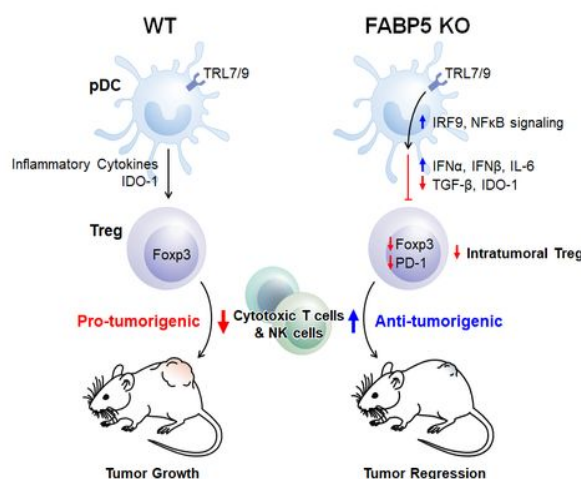 WT
FABP5 KO
TRL7/9
TRL7/9
pDC
IRF9, NFκB signaling
Inflammatory Cytokines
IDO-1
IFNα, IFNβ, IL-6
TGF-β, IDO-1
Treg
Foxp3
Foxp3
PD-1
Intratumoral Treg
Pro-tumorigenic
Cytotoxic T cells
& NK cells
Anti-tumorigenic
Tumor Growth
Tumor Regression